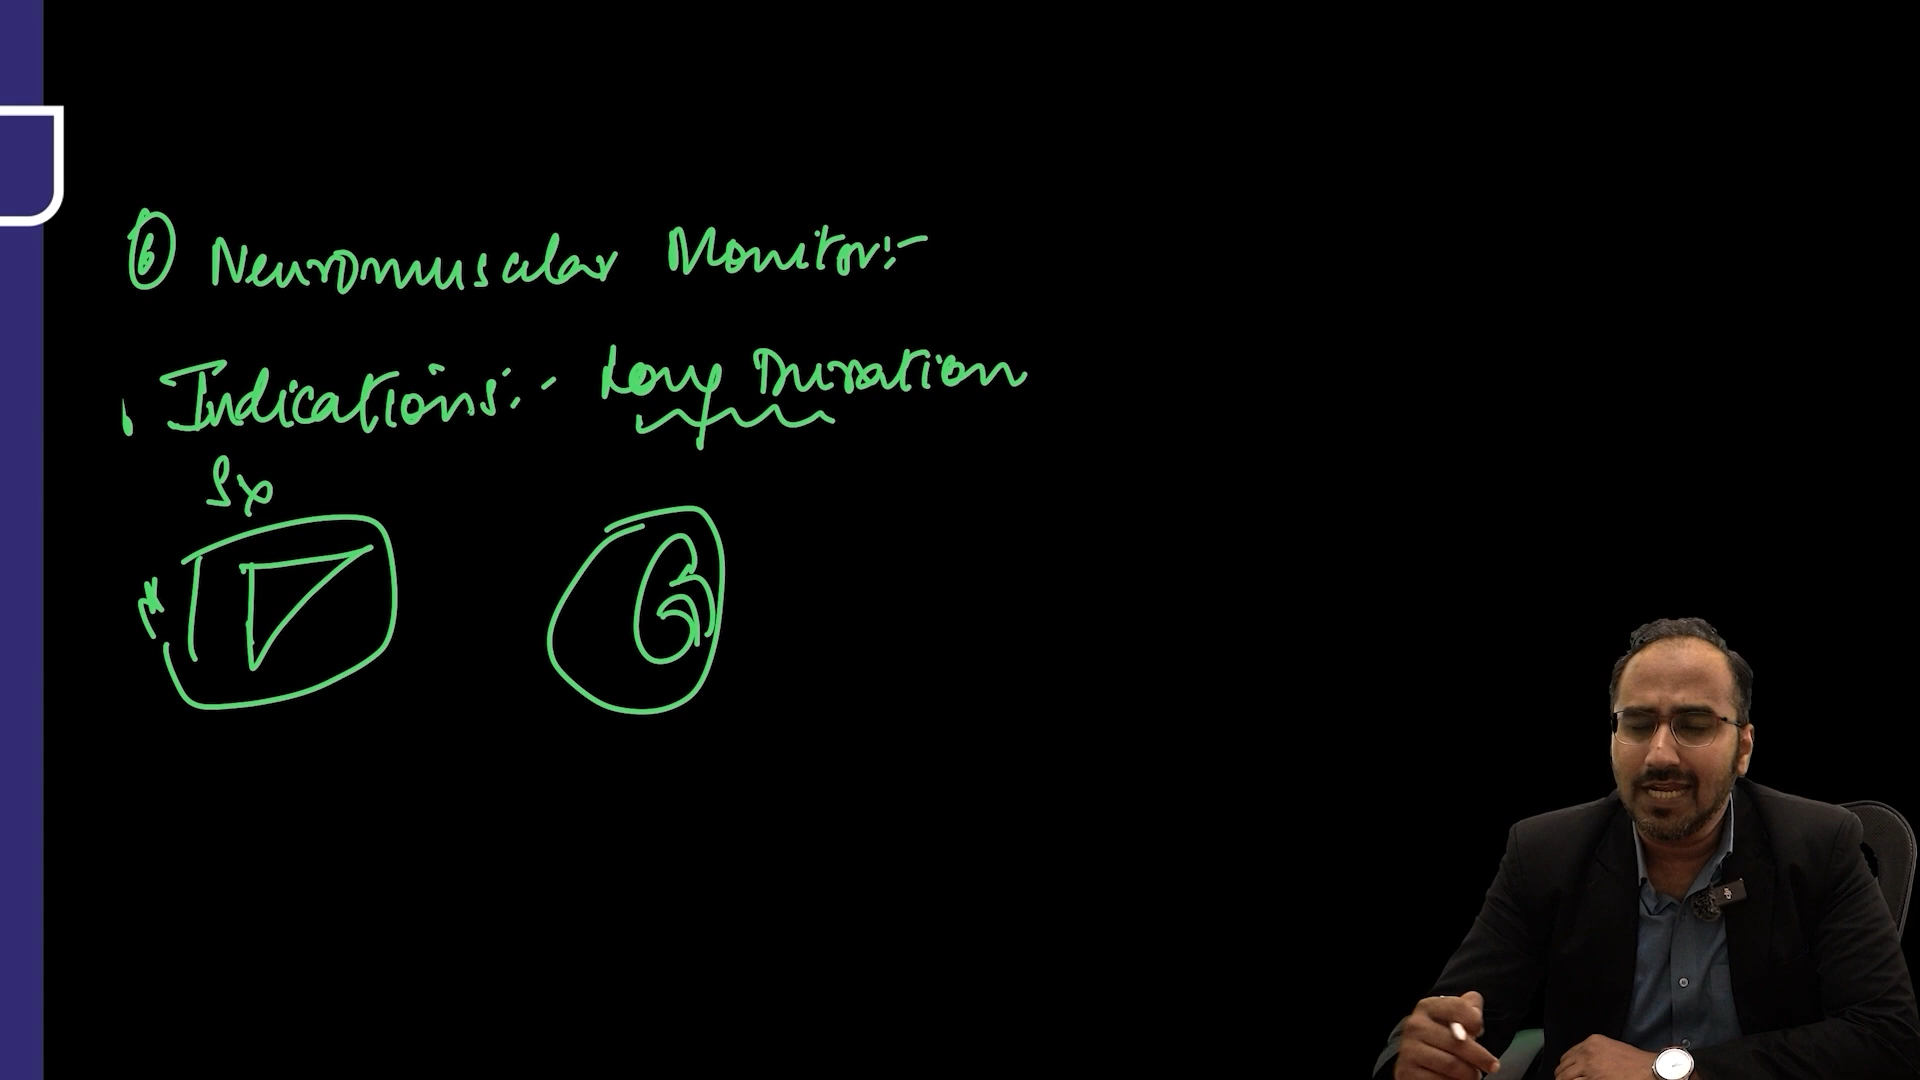 6 Neuromuscular Monitor:-
Indications:- Long Duration
Sx